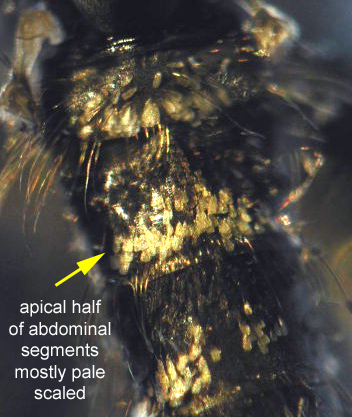 apical half
of abdominal
segments
mostly pale
scaled